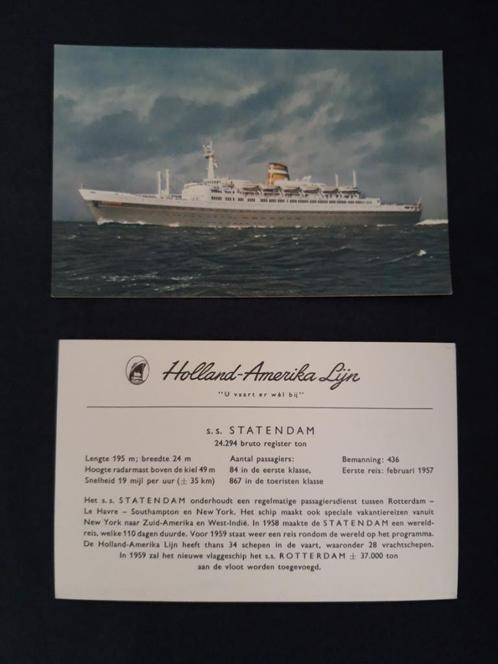 Holland-Amerika Lijn
"U vaart er wèl bij"
s. s. STATENDAM
24.294 bruto register ton
Lengte 195 m; breedte 24 m
Hoogte radarmast boven de kiel 49 m
Snelheid 19 mijl per uur (± 35 km)
Aantal passagiers:
84 in de eerste klasse,
867 in de toeristen klasse
Bemanning: 436
Eerste reis: februari 1957
Het s. s. STATENDAM onderhoudt een regelmatige passagiersdienst tussen Rotterdam –
Le Havre – Southampton en New York. Het schip maakt ook speciale vakantiereizen vanuit
New York naar Zuid-Amerika en West-Indië. In 1958 maakte de STATENDAM een wereld-
reis, welke 110 dagen duurde. Voor 1959 staat weer een reis rondom de wereld op het programma.
De Holland-Amerika Lijn heeft thans 34 schepen in de vaart, waaronder 28 vrachtschepen.
In 1959 zal het nieuwe vlaggeschip het s.s. ROTTERDAM ± 37.000 ton
aan de vloot worden toegevoegd.